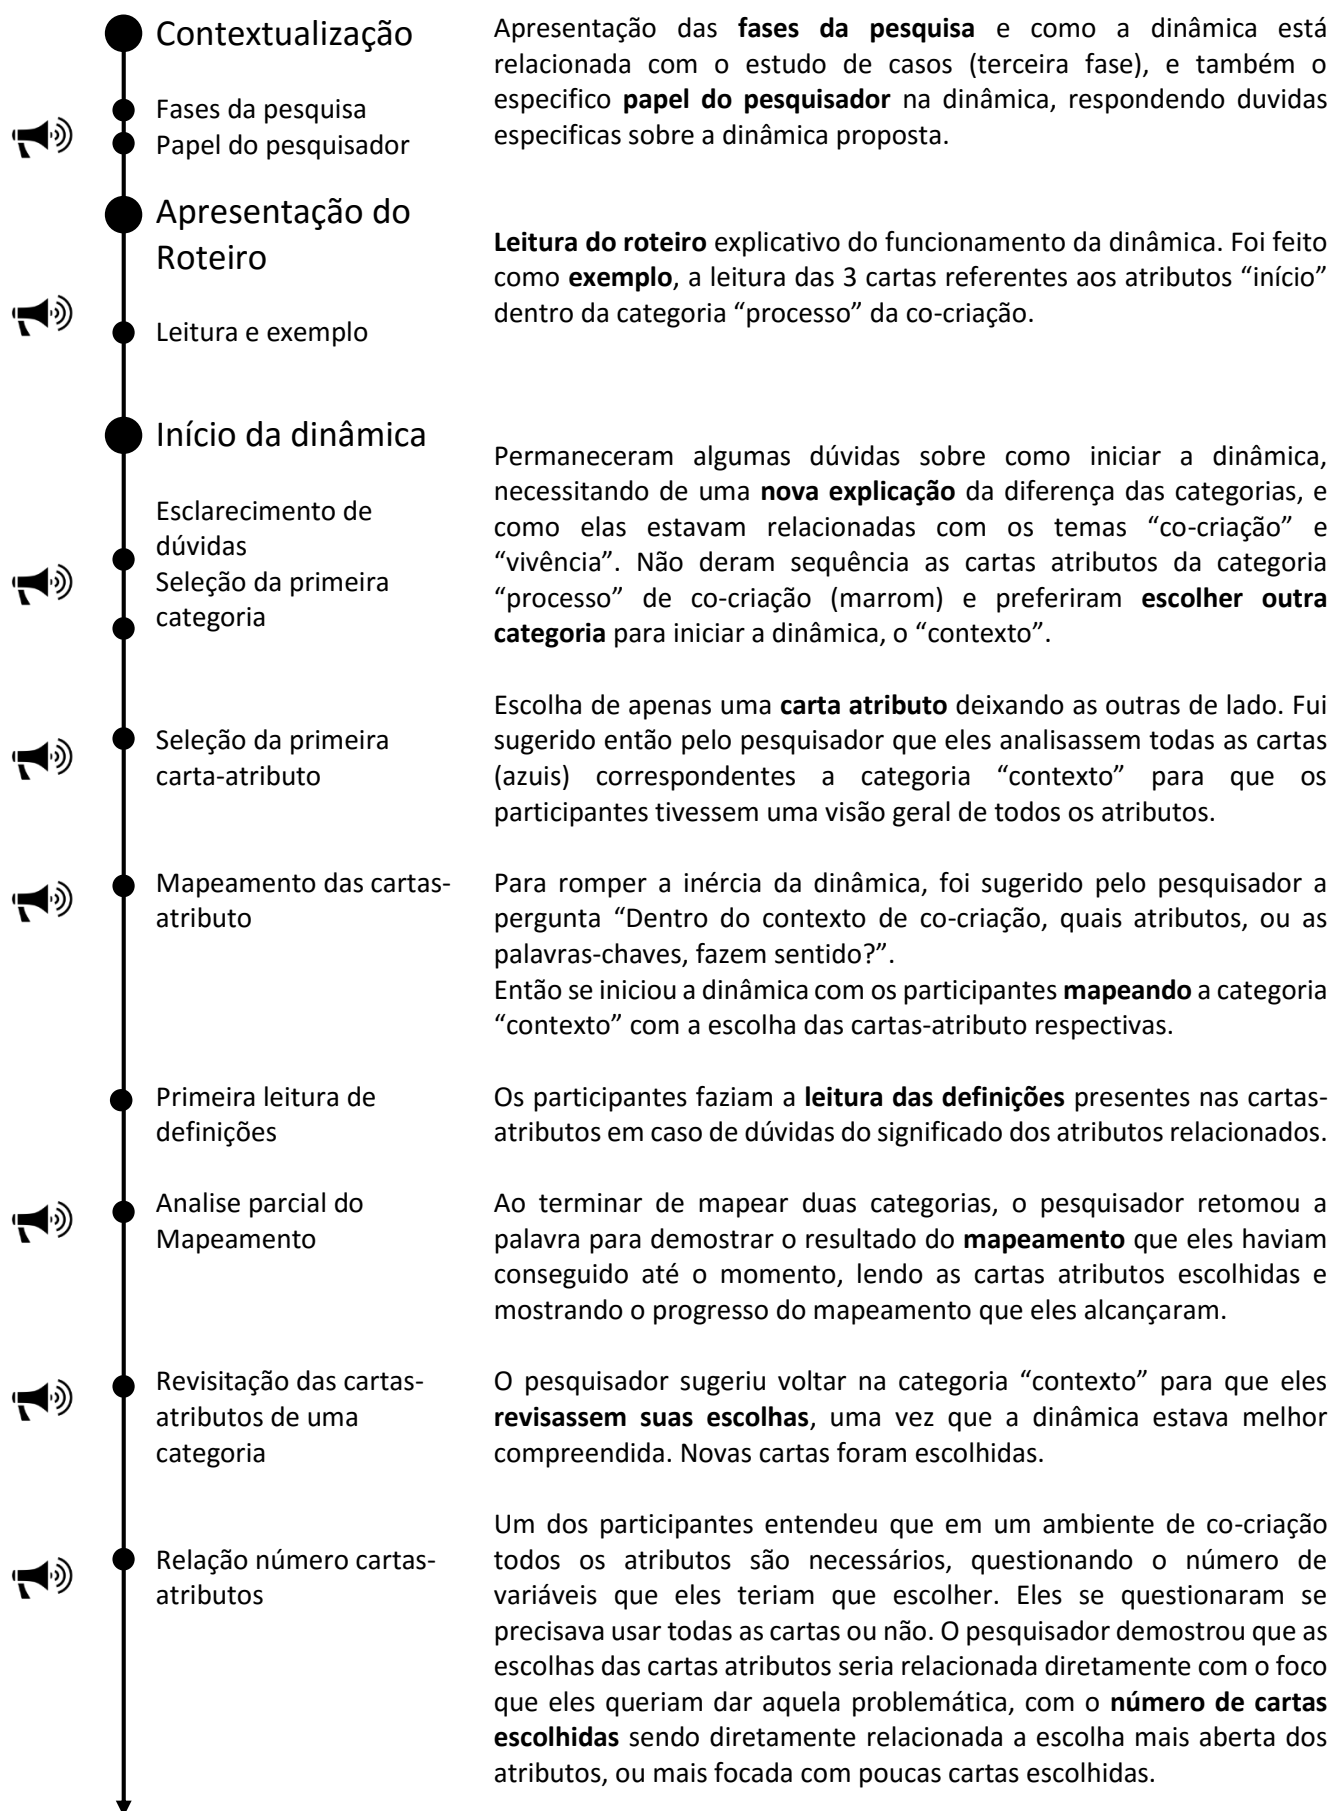 Contextualização
Fases da pesquisa
Papel do pesquisador
Apresentação das fases da pesquisa e como a dinâmica está
relacionada com o estudo de casos (terceira fase), e também o
especifico papel do pesquisador na dinâmica, respondendo duvidas
especificas sobre a dinâmica proposta.
Apresentação do
Roteiro
Leitura e exemplo
Leitura do roteiro explicativo do funcionamento da dinâmica. Foi feito
como exemplo, a leitura das 3 cartas referentes aos atributos “início”
dentro da categoria “processo” da co-criação.
Início da dinâmica
Esclarecimento de
dúvidas
Seleção da primeira
categoria
Permaneceram algumas dúvidas sobre como iniciar a dinâmica,
necessitando de uma nova explicação da diferença das categorias, e
como elas estavam relacionadas com os temas “co-criação” e
“vivência”. Não deram sequência as cartas atributos da categoria
“processo” de co-criação (marrom) e preferiram escolher outra
categoria para iniciar a dinâmica, o “contexto”.
Seleção da primeira
carta-atributo
Escolha de apenas uma carta atributo deixando as outras de lado. Fui
sugerido então pelo pesquisador que eles analisassem todas as cartas
(azuis) correspondentes a categoria “contexto” para que os
participantes tivessem uma visão geral de todos os atributos.
Mapeamento das cartas-
atributo
Para romper a inércia da dinâmica, foi sugerido pelo pesquisador a
pergunta “Dentro do contexto de co-criação, quais atributos, ou as
palavras-chaves, fazem sentido?”.
Então se iniciou a dinâmica com os participantes mapeando a categoria
“contexto” com a escolha das cartas-atributo respectivas.
Primeira leitura de
definições
Os participantes faziam a leitura das definições presentes nas cartas-
atributos em caso de dúvidas do significado dos atributos relacionados.
Analise parcial do
Mapeamento
Ao terminar de mapear duas categorias, o pesquisador retomou a
palavra para demostrar o resultado do mapeamento que eles haviam
conseguido até o momento, lendo as cartas atributos escolhidas e
mostrando o progresso do mapeamento que eles alcançaram.
Revisitação das cartas-
atributos de uma
categoria
O pesquisador sugeriu voltar na categoria “contexto” para que eles
revisassem suas escolhas, uma vez que a dinâmica estava melhor
compreendida. Novas cartas foram escolhidas.
Relação número cartas-
atributos
Um dos participantes entendeu que em um ambiente de co-criação
todos os atributos são necessários, questionando o número de
variáveis que eles teriam que escolher. Eles se questionaram se
precisava usar todas as cartas ou não. O pesquisador demostrou que as
escolhas das cartas atributos seria relacionada diretamente com o foco
que eles queriam dar aquela problemática, com o número de cartas
escolhidas sendo diretamente relacionada a escolha mais aberta dos
atributos, ou mais focada com poucas cartas escolhidas.